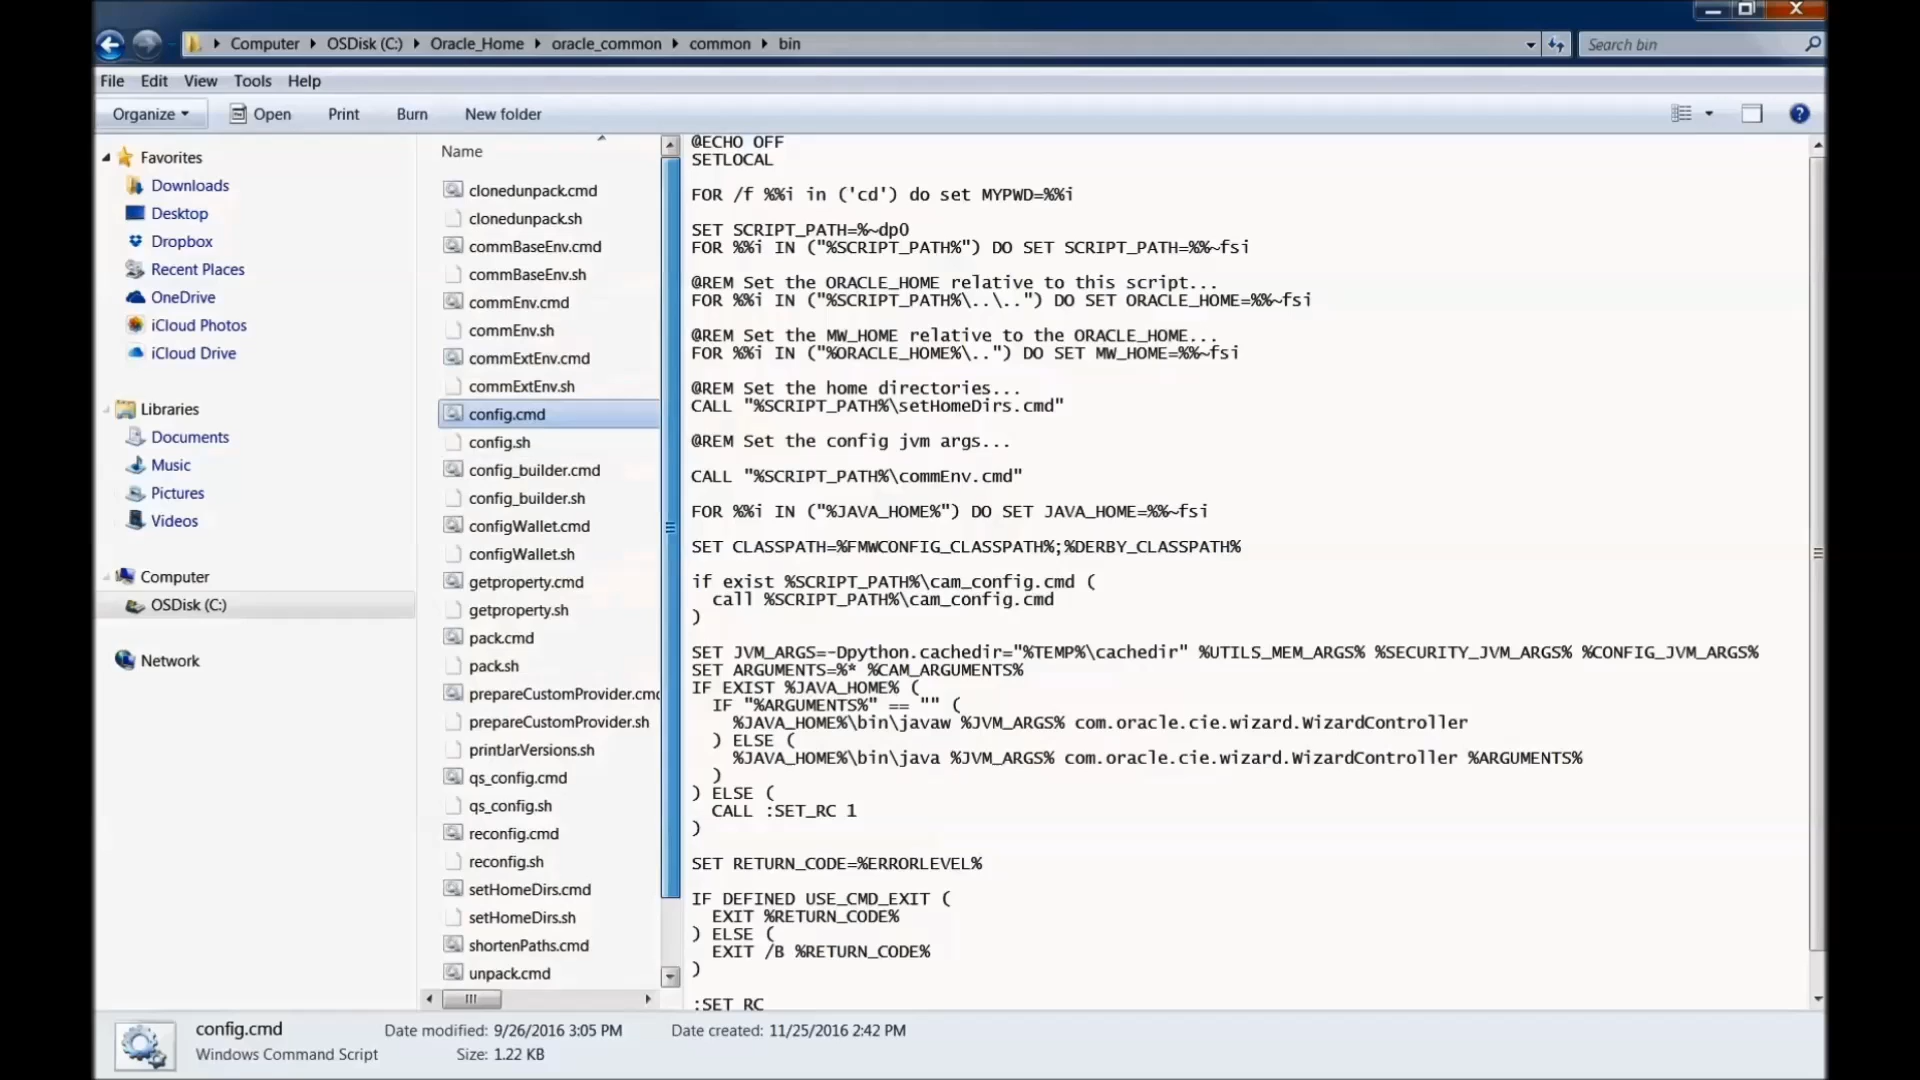 Computer ▸ OSDisk (C:) ▸ Oracle_Home ▸ oracle_common ▸ common ▸ bin
Search bin
File Edit View Tools Help
Organize Open Print Burn New folder
Favorites
Downloads
Desktop
Dropbox
Recent Places
OneDrive
iCloud Photos
iCloud Drive
Libraries
Documents
Music
Pictures
Videos
Computer
OSDisk (C:)
Network
Name
clonedunpack.cmd
clonedunpack.sh
commBaseEnv.cmd
commBaseEnv.sh
commEnv.cmd
commEnv.sh
commExtEnv.cmd
commExtEnv.sh
config.cmd
config.sh
config_builder.cmd
config_builder.sh
configWallet.cmd
configWallet.sh
getproperty.cmd
getproperty.sh
pack.cmd
pack.sh
prepareCustomProvider.cmd
prepareCustomProvider.sh
printJarVersions.sh
qs_config.cmd
qs_config.sh
reconfig.cmd
reconfig.sh
setHomeDirs.cmd
setHomeDirs.sh
shortenPaths.cmd
unpack.cmd
@ECHO OFF
SETLOCAL
FOR /f %%i in ('cd') do set MYPWD=%%i
SET SCRIPT_PATH=%~dp0
FOR %%i IN ("%SCRIPT_PATH%") DO SET SCRIPT_PATH=%%~fsi
@REM Set the ORACLE_HOME relative to this script...
FOR %%i IN ("%SCRIPT_PATH%\..\..") DO SET ORACLE_HOME=%%~fsi
@REM Set the MW_HOME relative to the ORACLE_HOME...
FOR %%i IN ("%ORACLE_HOME%\..") DO SET MW_HOME=%%~fsi
@REM Set the home directories...
CALL "%SCRIPT_PATH%\setHomeDirs.cmd"
@REM Set the config jvm args...
CALL "%SCRIPT_PATH%\commEnv.cmd"
FOR %%i IN ("%JAVA_HOME%") DO SET JAVA_HOME=%%~fsi
SET CLASSPATH=%FMWCONFIG_CLASSPATH%;%DERBY_CLASSPATH%
if exist %SCRIPT_PATH%\cam_config.cmd (
call %SCRIPT_PATH%\cam_config.cmd
)
SET JVM_ARGS=-Dpython.cachedir="%TEMP%\cachedir" %UTILS_MEM_ARGS% %SECURITY_JVM_ARGS% %CONFIG_JVM_ARGS%
SET ARGUMENTS=%* %CAM_ARGUMENTS%
IF EXIST %JAVA_HOME% (
IF "%ARGUMENTS%" == "" (
%JAVA_HOME%\bin\javaw %JVM_ARGS% com.oracle.cie.wizard.WizardController
) ELSE (
%JAVA_HOME%\bin\java %JVM_ARGS% com.oracle.cie.wizard.WizardController %ARGUMENTS%
)
) ELSE (
CALL :SET_RC 1
)
SET RETURN_CODE=%ERRORLEVEL%
IF DEFINED USE_CMD_EXIT (
EXIT %RETURN_CODE%
) ELSE (
EXIT /B %RETURN_CODE%
)
:SET_RC
config.cmd Date modified: 9/26/2016 3:05 PM Date created: 11/25/2016 2:42 PM
Windows Command Script Size: 1.22 KB